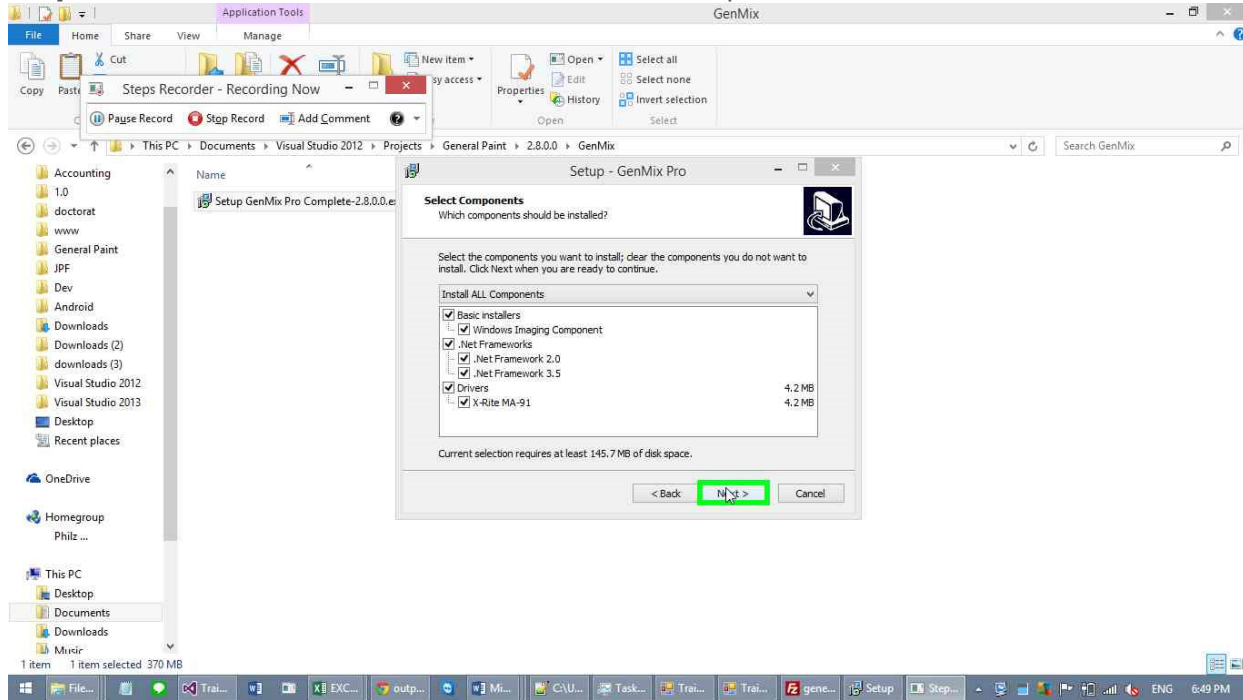 Application Tools
GenMix
File Home Share View Manage
Cut
New item
Open
Select all
sy access
Edit
Select none
Copy
Properties
History
Invert selection
Open
Select
Steps Recorder - Recording Now
Pause Record Stop Record Add Comment
This PC Documents Visual Studio 2012 Projects General Paint 2.8.0.0 GenMix
Search GenMix
Accounting
1.0
doctorat
www
General Paint
JPF
Dev
Android
Downloads
Downloads (2)
downloads (3)
Visual Studio 2012
Visual Studio 2013
Desktop
Recent places
OneDrive
Homegroup
Philz ...
This PC
Desktop
Documents
Downloads
Music
Name
Setup GenMix Pro Complete-2.8.0.0.e
Setup - GenMix Pro
Select Components
Which components should be installed?
Select the components you want to install; clear the components you do not want to
install. Click Next when you are ready to continue.
Install ALL Components
Basic installers
Windows Imaging Component
.Net Frameworks
.Net Framework 2.0
.Net Framework 3.5
Drivers 4.2 MB
X-Rite MA-91 4.2 MB
Current selection requires at least 145.7 MB of disk space.
< Back Next > Cancel
1 item 1 item selected 370 MB
File... Trai... EXC... outp... Mi... C:\U... Task... Trai... Trai... gene... Setup Step... ENG 6:49 PM